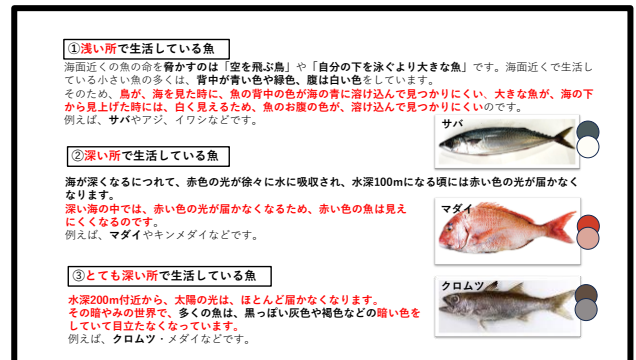 ①浅い所で生活している魚
海面近くの魚の命を脅かすのは「空を飛ぶ鳥」や「自分の下を泳ぐより大きな魚」です。海面近くで生活し
ている小さい魚の多くは、背中が青い色や緑色、腹は白い色をしています。
そのため、鳥が、海を見た時に、魚の背中の色が海の青に溶け込んで見つかりにくい、大きな魚が、海の下
から見上げた時には、白く見えるため、魚のお腹の色が、溶け込んで見つかりにくいのです。
例えば、サバやアジ、イワシなどです。
サバ
②深い所で生活している魚
海が深くなるにつれて、赤色の光が徐々に水に吸収され、水深100mになる頃には赤い色の光が届かなく
なります。
深い海の中では、赤い色の光が届かなくなるため、赤い色の魚は見え
にくくなるのです。
例えば、マダイやキンメダイなどです。
マダイ
③とても深い所で生活している魚
水深200m付近から、太陽の光は、ほとんど届かなくなります。
その暗やみの世界で、多くの魚は、黒っぽい灰色や褐色などの暗い色を
していて目立たなくなっています。
例えば、クロムツ・メダイなどです。
クロムツ